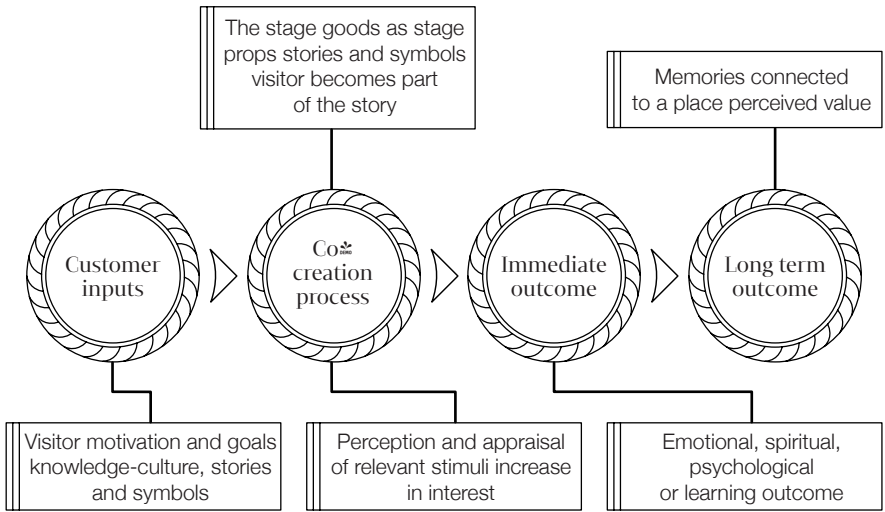 The stage goods as stage
props stories and symbols
visitor becomes part
of the story
Memories connected
to a place perceived value
Customer
inputs
Co
DEMO
creation
process
Immediate
outcome
Long term
outcome
Visitor motivation and goals
knowledge-culture, stories
and symbols
Perception and appraisal
of relevant stimuli increase
in interest
Emotional, spiritual,
psychological
or learning outcome